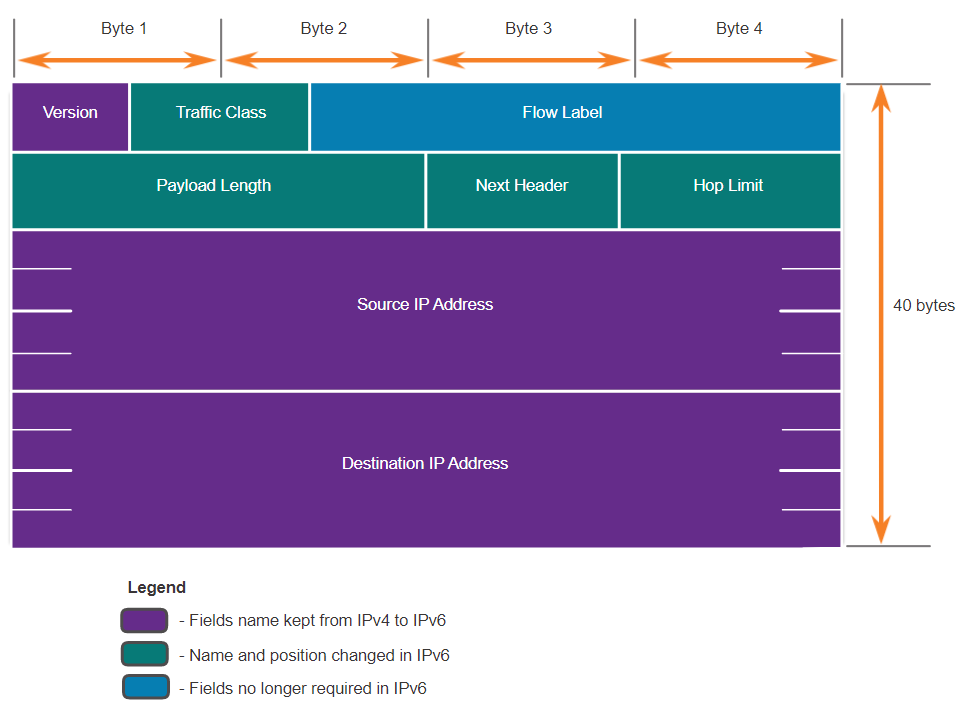 Byte 1 Byte 2 Byte 3 Byte 4
Version Traffic Class Flow Label
Payload Length Next Header Hop Limit
Source IP Address
40 bytes
Destination IP Address
Legend
- Fields name kept from IPv4 to IPv6
- Name and position changed in IPv6
- Fields no longer required in IPv6